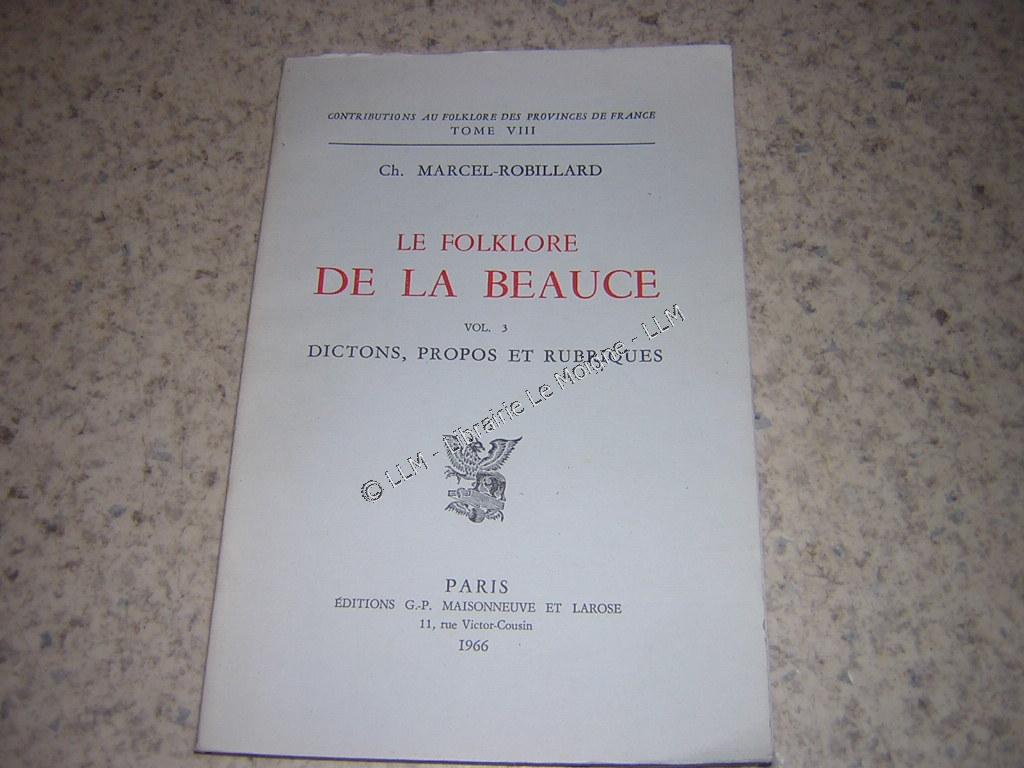 CONTRIBUTIONS AU FOLKLORE DES PROVINCES DE FRANCE
TOME VIII
Ch. MARCEL-ROBILLARD
LE FOLKLORE
DE LA BEAUCE
VOL. 3
DICTONS, PROPOS ET RUBRIQUES
© LLM - Librairie Le Moigne - LLM
PARIS
ÉDITIONS G.-P. MAISONNEUVE ET LAROSE
11, rue Victor-Cousin
1966